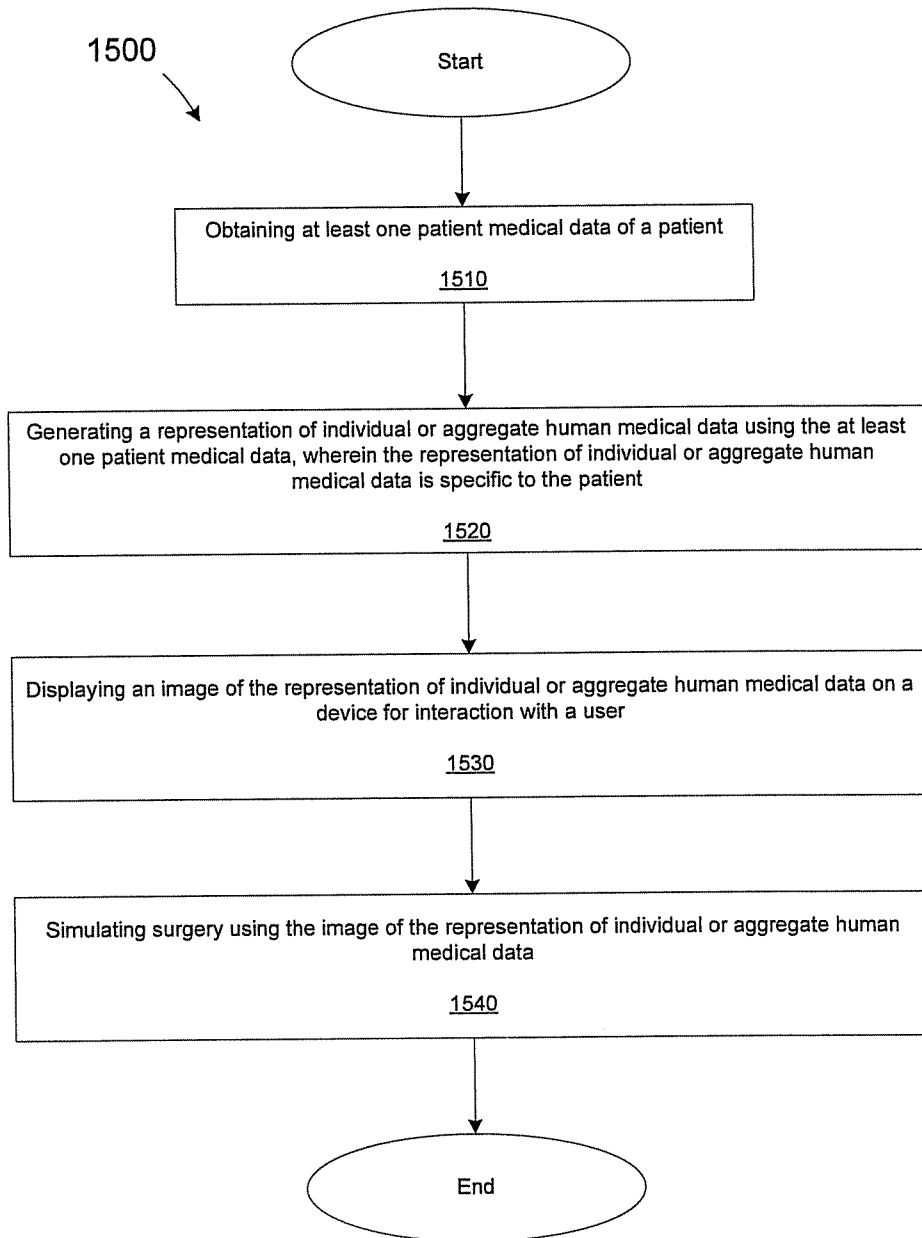 1500
Start
Obtaining at least one patient medical data of a patient
1510
Generating a representation of individual or aggregate human medical data using the at least
one patient medical data, wherein the representation of individual or aggregate human
medical data is specific to the patient
1520
Displaying an image of the representation of individual or aggregate human medical data on a
device for interaction with a user
1530
Simulating surgery using the image of the representation of individual or aggregate human
medical data
1540
End